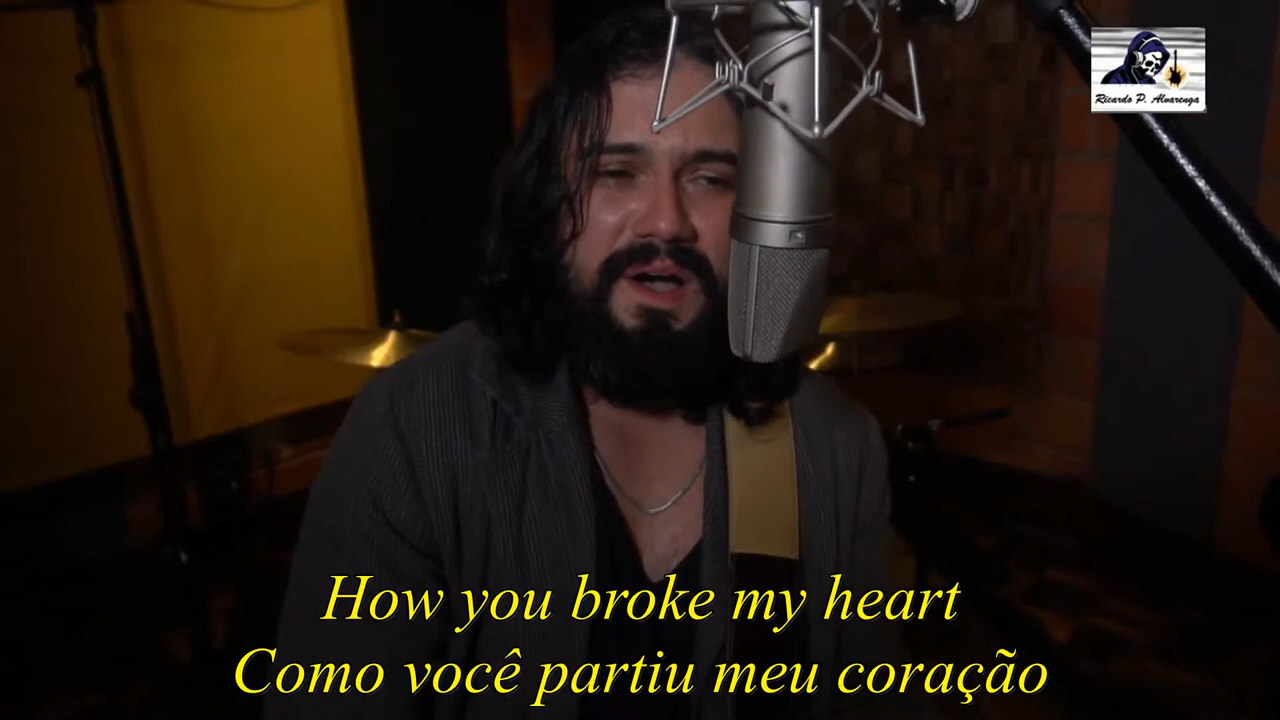 Ricardo P. Alvarenga
How you broke my heart
Como você partiu meu coração